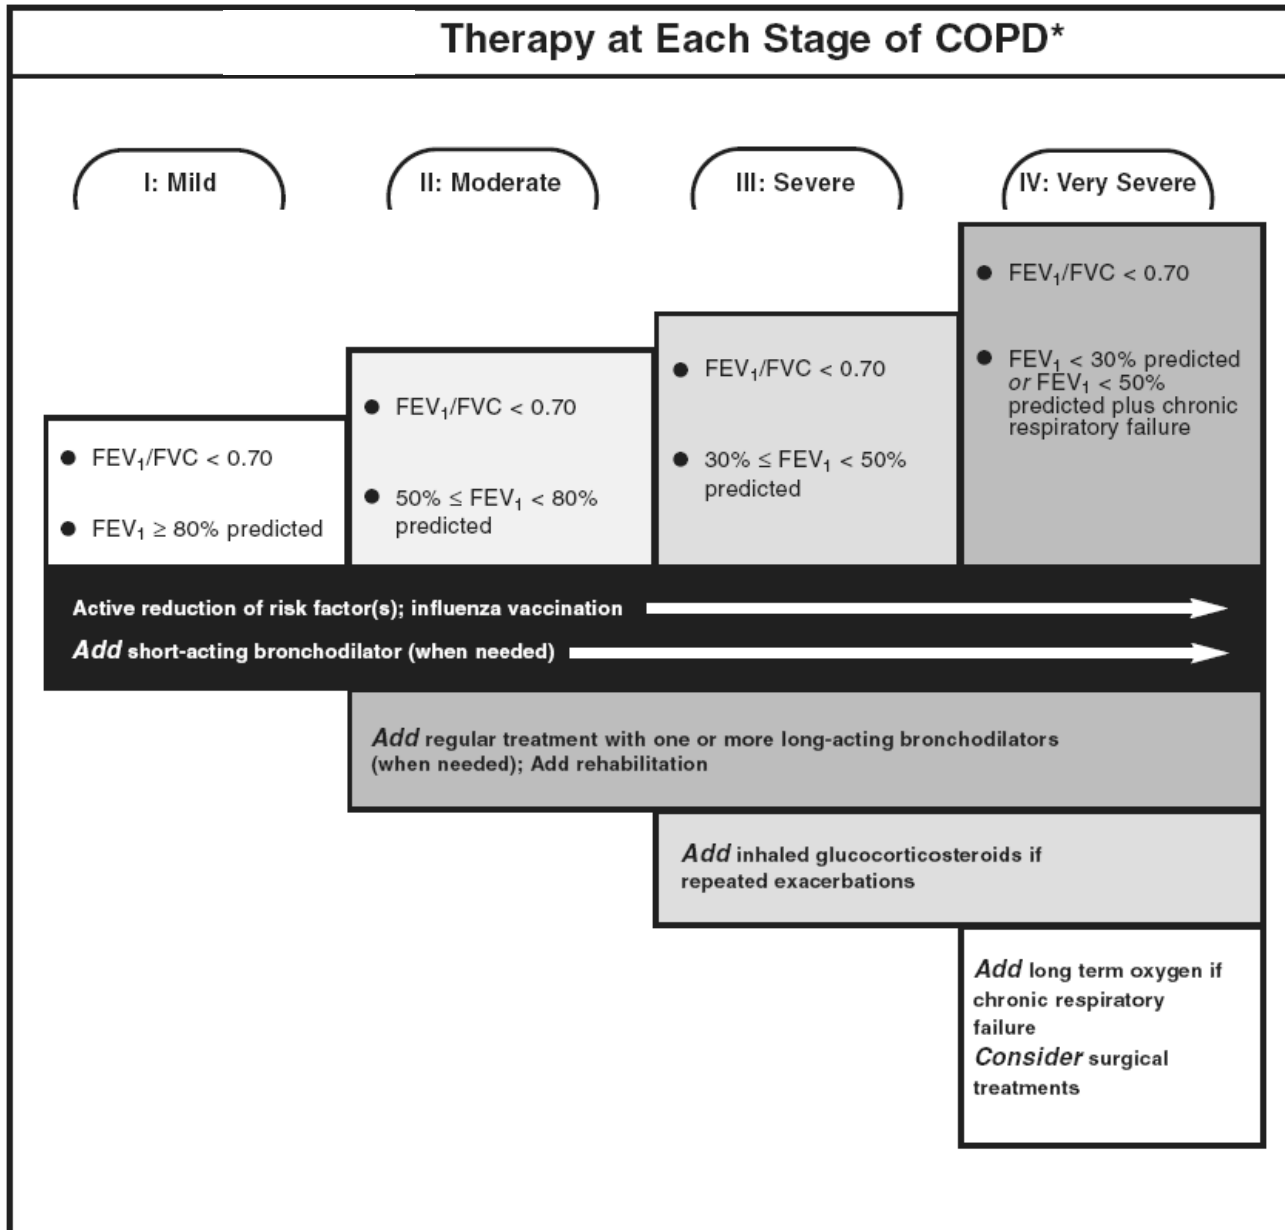 Therapy at Each Stage of COPD*
I: Mild
II: Moderate
III: Severe
IV: Very Severe
● FEV₁/FVC < 0.70
● FEV₁ ≥ 80% predicted
● FEV₁/FVC < 0.70
● 50% ≤ FEV₁ < 80%
predicted
● FEV₁/FVC < 0.70
● 30% ≤ FEV₁ < 50%
predicted
● FEV₁/FVC < 0.70
● FEV₁ < 30% predicted
or FEV₁ < 50%
predicted plus chronic
respiratory failure
Active reduction of risk factor(s); influenza vaccination
Add short-acting bronchodilator (when needed)
Add regular treatment with one or more long-acting bronchodilators
(when needed); Add rehabilitation
Add inhaled glucocorticosteroids if
repeated exacerbations
Add long term oxygen if
chronic respiratory
failure
Consider surgical
treatments